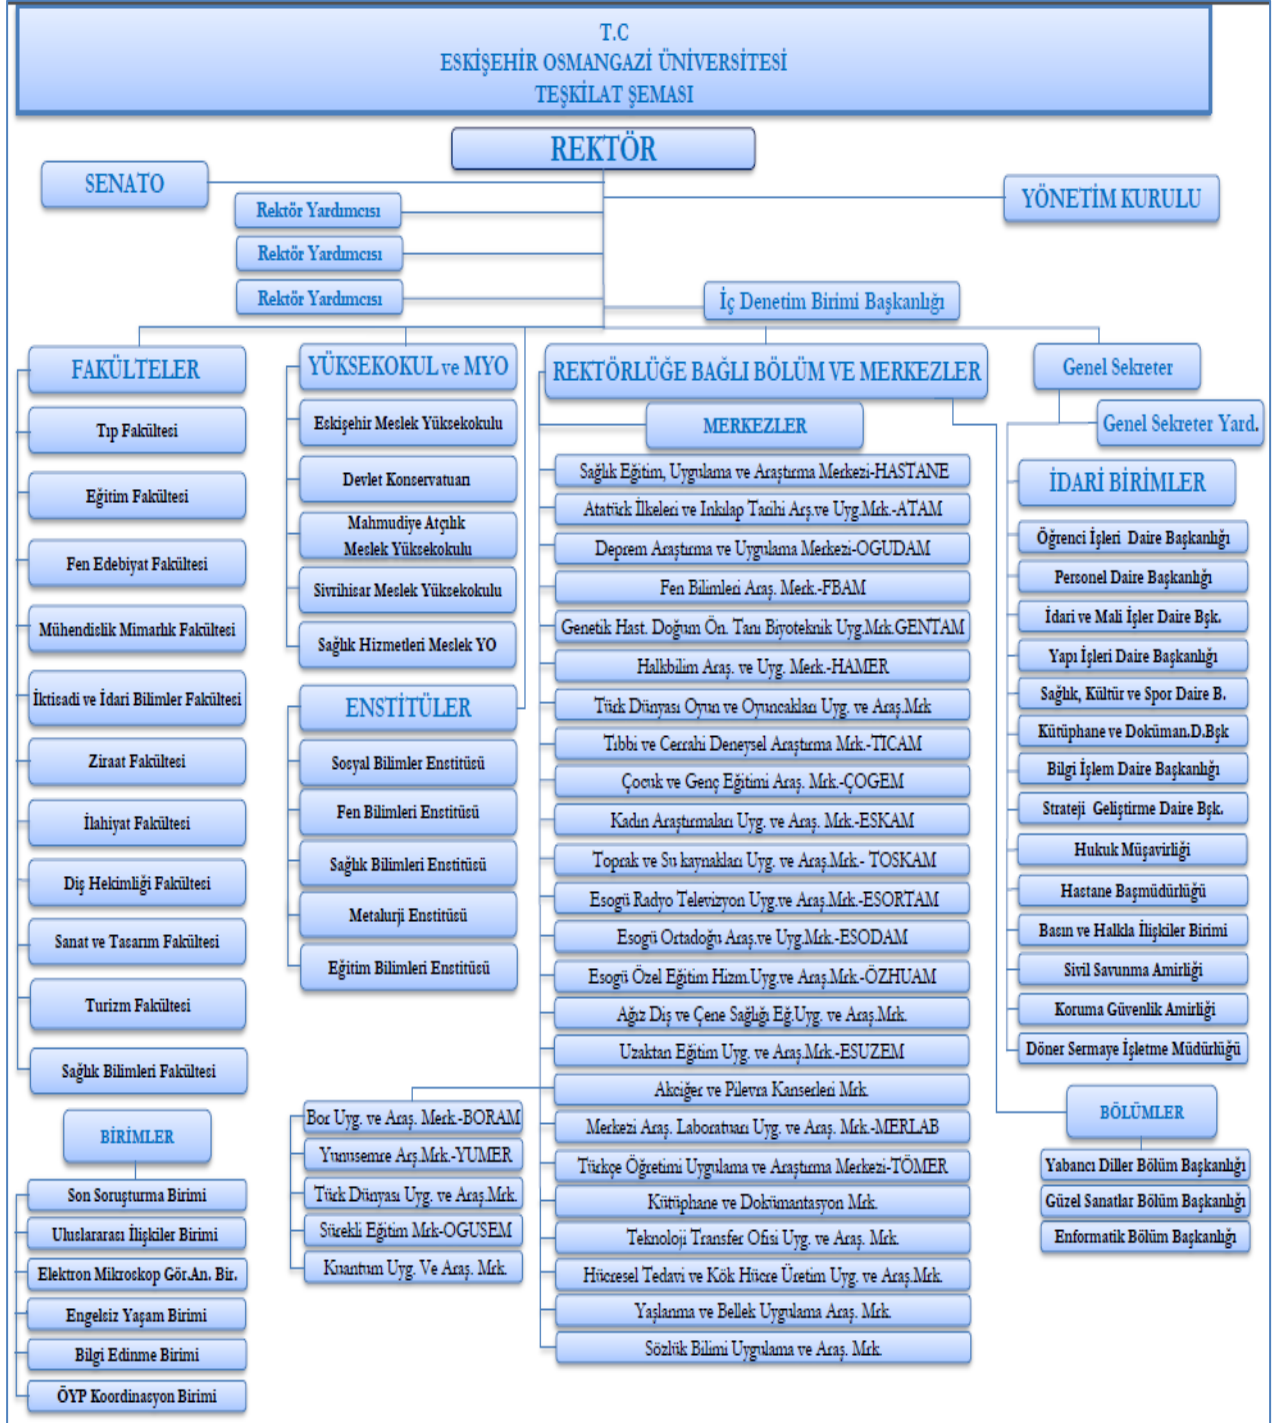 T.C
ESKİŞEHİR OSMANGAZİ ÜNİVERSİTESİ
TEŞKİLAT ŞEMASI
REKTÖR
SENATO
YÖNETİM KURULU
Rektör Yardımcısı
Rektör Yardımcısı
Rektör Yardımcısı
İç Denetim Birimi Başkanlığı
FAKÜLTELER
Tıp Fakültesi
Eğitim Fakültesi
Fen Edebiyat Fakültesi
Mühendislik Mimarlık Fakültesi
İktisadi ve İdari Bilimler Fakültesi
Ziraat Fakültesi
İlahiyat Fakültesi
Diş Hekimliği Fakültesi
Sanat ve Tasarım Fakültesi
Turizm Fakültesi
Sağlık Bilimleri Fakültesi
BİRİMLER
Son Soruşturma Birimi
Uluslararası İlişkiler Birimi
Elektron Mikroskop Gör.An. Bir.
Engelsiz Yaşam Birimi
Bilgi Edinme Birimi
ÖYP Koordinasyon Birimi
YÜKSEKOKUL ve MYO
Eskişehir Meslek Yüksekokulu
Devlet Konservatuarı
Mahmudiye Atçılık
Meslek Yüksekokulu
Sivrihisar Meslek Yüksekokulu
Sağlık Hizmetleri Meslek YO
ENSTİTÜLER
Sosyal Bilimler Enstitüsü
Fen Bilimleri Enstitüsü
Sağlık Bilimleri Enstitüsü
Metalurji Enstitüsü
Eğitim Bilimleri Enstitüsü
REKTÖRLÜĞE BAĞLI BÖLÜM VE MERKEZLER
MERKEZLER
Sağlık Eğitim, Uygulama ve Araştırma Merkezi-HASTANE
Atatürk İlkeleri ve Inkılap Tarihi Arş.ve Uyg.Mrk.-ATAM
Deprem Araştırma ve Uygulama Merkezi-OGUDAM
Fen Bilimleri Araş. Merk.-FBAM
Genetik Hast. Doğum Ön. Tanı Biyoteknik Uyg.Mrk.GENTAM
Halkbilim Araş. ve Uyg. Merk.-HAMER
Türk Dünyası Oyun ve Oyuncakları Uyg. ve Araş.Mrk
Tıbbi ve Cerrahi Deneysel Araştırma Mrk.-TICAM
Çocuk ve Genç Eğitimi Araş. Mrk.-ÇOGEM
Kadın Araştırmaları Uyg. ve Araş. Mrk.-ESKAM
Toprak ve Su kaynakları Uyg. ve Araş.Mrk.- TOSKAM
Esogü Radyo Televizyon Uyg.ve Araş.Mrk.-ESORTAM
Esogü Ortadoğu Araş.ve Uyg.Mrk.-ESODAM
Esogü Özel Eğitim Hizm.Uyg.ve Araş.Mrk.-ÖZHUAM
Ağız Diş ve Çene Sağlığı Eğ.Uyg. ve Araş.Mrk.
Uzaktan Eğitim Uyg. ve Araş.Mrk.-ESUZEM
Akciğer ve Pilevra Kanserleri Mrk.
Merkezi Araş. Laboratuarı Uyg. ve Araş. Mrk.-MERLAB
Türkçe Öğretimi Uygulama ve Araştırma Merkezi-TÖMER
Kütüphane ve Dokümantasyon Mrk.
Teknoloji Transfer Ofisi Uyg. ve Araş. Mrk.
Hücresel Tedavi ve Kök Hücre Üretim Uyg. ve Araş.Mrk.
Yaşlanma ve Bellek Uygulama Araş. Mrk.
Sözlük Bilimi Uygulama ve Araş. Mrk.
Bor Uyg. ve Araş. Merk.-BORAM
Yunusemre Arş.Mrk.-YUMER
Türk Dünyası Uyg. ve Araş.Mrk.
Sürekli Eğitim Mrk-OGUSEM
Kuantum Uyg. Ve Araş. Mrk.
Genel Sekreter
Genel Sekreter Yard.
İDARİ BİRİMLER
Öğrenci İşleri Daire Başkanlığı
Personel Daire Başkanlığı
İdari ve Mali İşler Daire Bşk.
Yapı İşleri Daire Başkanlığı
Sağlık, Kültür ve Spor Daire B.
Kütüphane ve Doküman.D.Bşk
Bilgi İşlem Daire Başkanlığı
Strateji Geliştirme Daire Bşk.
Hukuk Müşavirliği
Hastane Başmüdürlüğü
Basın ve Halkla İlişkiler Birimi
Sivil Savunma Amirliği
Koruma Güvenlik Amirliği
Döner Sermaye İşletme Müdürlüğü
BÖLÜMLER
Yabancı Diller Bölüm Başkanlığı
Güzel Sanatlar Bölüm Başkanlığı
Enformatik Bölüm Başkanlığı